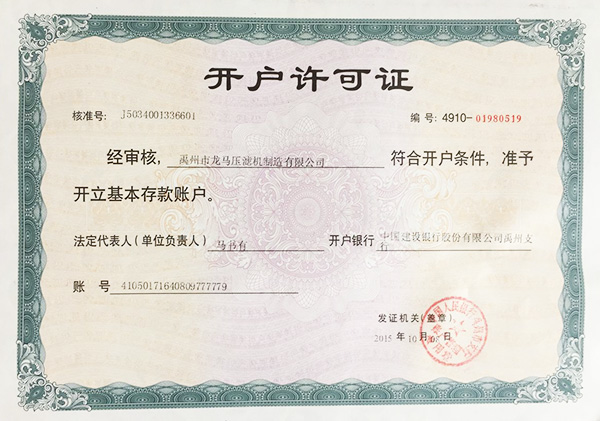 开户许可证
核准号: J5034001336601 编号: 4910-01980519
经审核, 禹州市龙马压滤机制造有限公司 符合开户条件, 准予
开立基本存款账户。
法定代表人(单位负责人) 马书有 开户银行 中国建设银行股份有限公司禹州支
行
账 号 41050171640809777779
发证机关(盖章)
2015 年 10 月 日